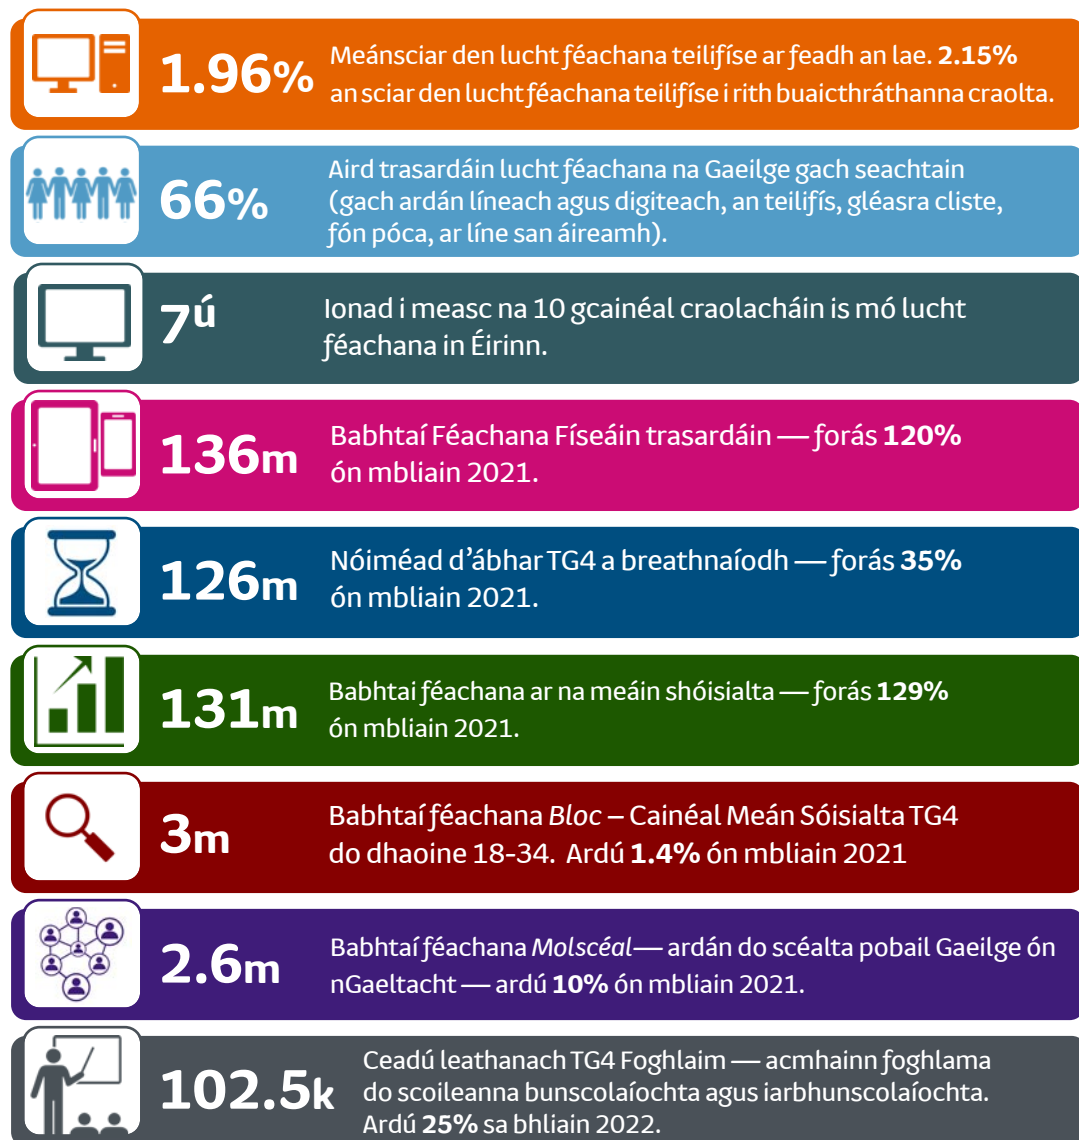 1.96%
Meánsciar den lucht féachana teilifíse ar feadh an lae. 2.15%
an sciar den lucht féachana teilifíse i rith buaicthráthanna craolta.
66%
Aird trasardáin lucht féachana na Gaeilge gach seachtain
(gach ardán líneach agus digiteach, an teilifís, gléasra cliste,
fón póca, ar líne san áireamh).
7ú
Ionad i measc na 10 gcainéal craolacháin is mó lucht
féachana in Éirinn.
136m
Babhtaí Féachana Físeáin trasardáin — forás 120%
ón mbliain 2021.
126m
Nóiméad d'ábhar TG4 a breathnaíodh — forás 35%
ón mbliain 2021.
131m
Babhtai féachana ar na meáin shóisialta — forás 129%
ón mbliain 2021.
3m
Babhtaí féachana Bloc – Cainéal Meán Sóisialta TG4
do dhaoine 18-34. Ardú 1.4% ón mbliain 2021
2.6m
Babhtaí féachana Molscéal— ardán do scéalta pobail Gaeilge ón
nGaeltacht — ardú 10% ón mbliain 2021.
102.5k
Ceadú leathanach TG4 Foghlaim — acmhainn foghlama
do scoileanna bunscolaíochta agus iarbhunscolaíochta.
Ardú 25% sa bhliain 2022.